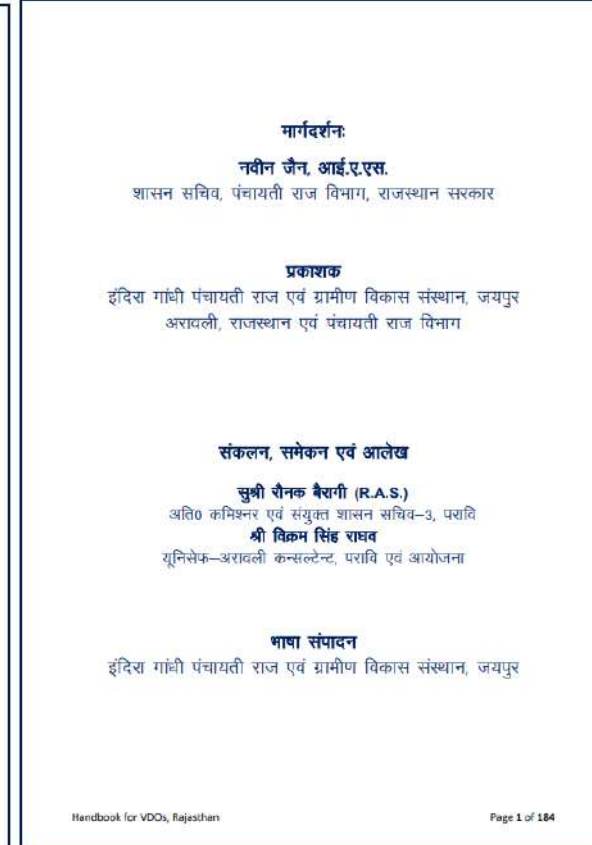 मार्गदर्शनः
नवीन जैन, आई.ए.एस.
शासन सचिव, पंचायती राज विभाग, राजस्थान सरकार
प्रकाशक
इंदिरा गांधी पंचायती राज एवं ग्रामीण विकास संस्थान, जयपुर
अरावली, राजस्थान एवं पंचायती राज विभाग
संकलन, समेकन एवं आलेख
सुश्री रौनक बैरागी (R.A.S.)
अति0 कमिश्नर एवं संयुक्त शासन सचिव–3, परावि
श्री विक्रम सिंह राघव
यूनिसेफ–अरावली कन्सल्टेन्ट, परावि एवं आयोजना
भाषा संपादन
इंदिरा गांधी पंचायती राज एवं ग्रामीण विकास संस्थान, जयपुर
Handbook for VDOs, Rajasthan Page 1 of 184